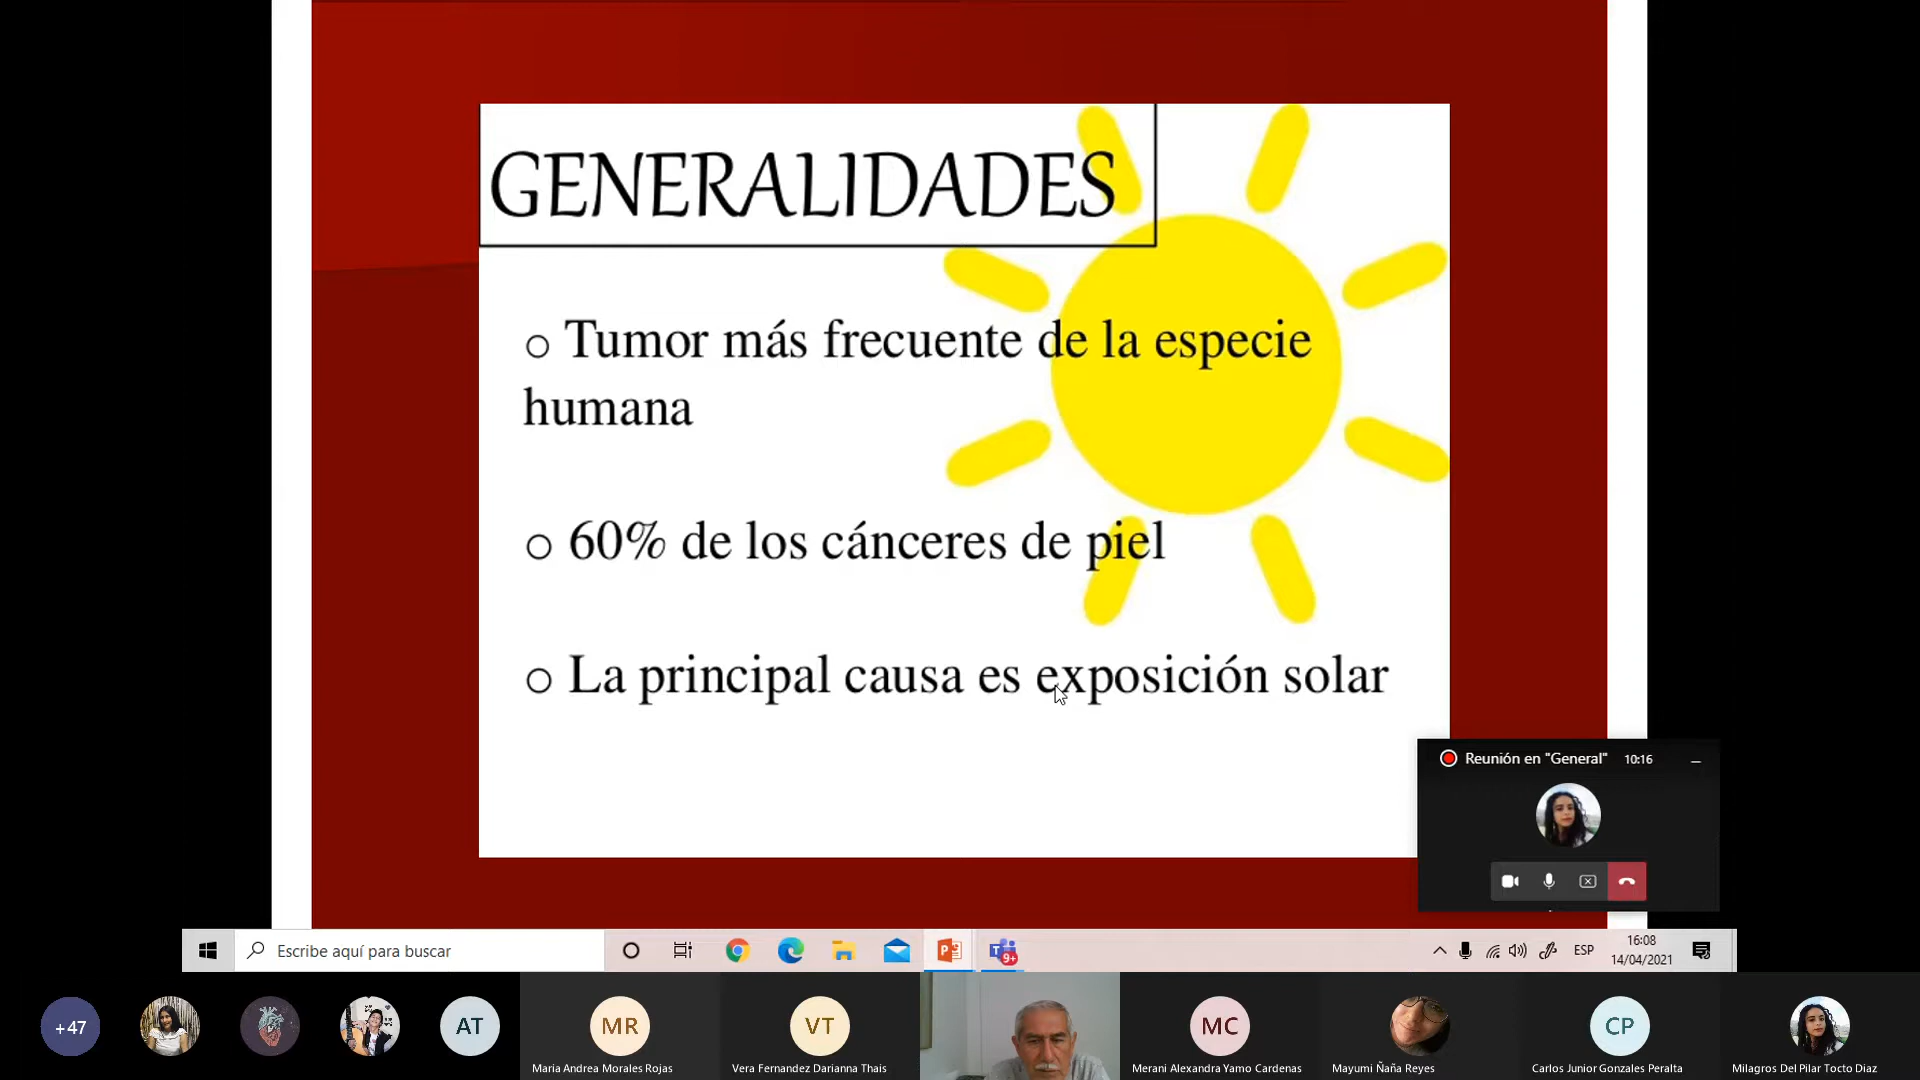 GENERALIDADES
o Tumor más frecuente de la especie
humana
o 60% de los cánceres de piel
o La principal causa es exposición solar
Reunión en "General" 10:16
Escribe aquí para buscar
9+
ESP
16:08
14/04/2021
+47
AT
MR
VT
MC
CP
Maria Andrea Morales Rojas
Vera Fernandez Darianna Thais
Merani Alexandra Yamo Cardenas
Mayumi Ñaña Reyes
Carlos Junior Gonzales Peralta
Milagros Del Pilar Tocto Diaz